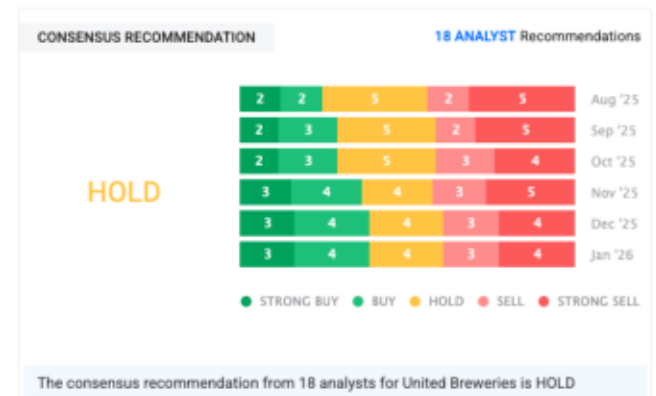 CONSENSUS RECOMMENDATION 18 ANALYST Recommendations
2 2 5 2 5 Aug '25
2 3 5 2 5 Sep '25
2 3 5 3 4 Oct '25
HOLD
3 4 4 3 5 Nov '25
3 4 4 3 4 Dec '25
3 4 4 3 4 Jan '26
STRONG BUY BUY HOLD SELL STRONG SELL
The consensus recommendation from 18 analysts for United Breweries is HOLD